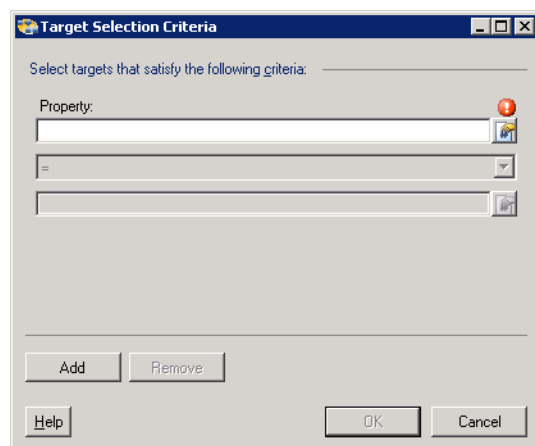 Target Selection Criteria
Select targets that satisfy the following criteria:
Property:
=
Add
Remove
Help
OK
Cancel